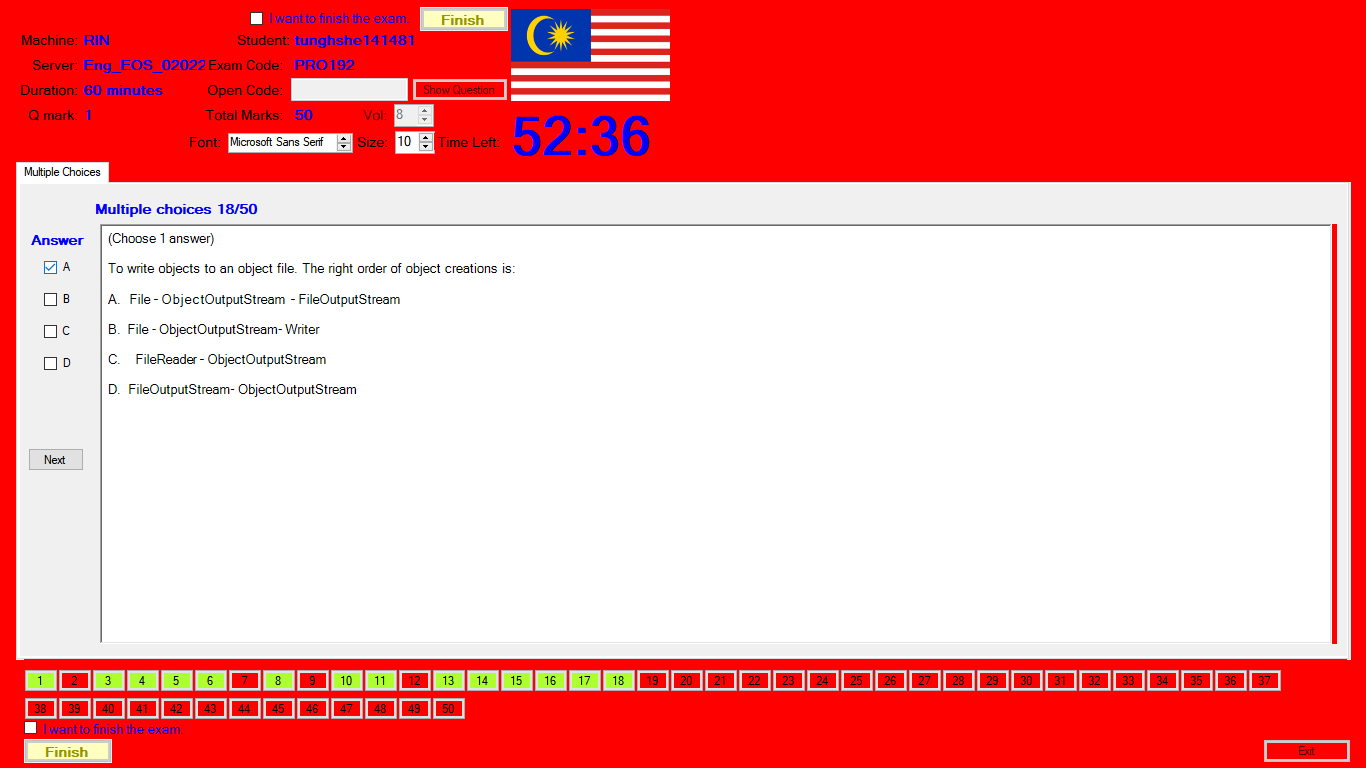 I want to finish the exam. Finish
Machine: RIN Student: tunghshe141481
Server: Eng_EOS_02022 Exam Code: PRO192
Duration: 60 minutes Open Code: Show Question
Q mark: 1 Total Marks: 50 Vol: 8
Font: Microsoft Sans Serif Size: 10 Time Left: 52:36
Multiple Choices
Multiple choices 18/50
Answer
A
B
C
D
Next
(Choose 1 answer)
To write objects to an object file. The right order of object creations is:
A. File - ObjectOutputStream - FileOutputStream
B. File - ObjectOutputStream- Writer
C. FileReader - ObjectOutputStream
D. FileOutputStream- ObjectOutputStream
1 2 3 4 5 6 7 8 9 10 11 12 13 14 15 16 17 18 19 20 21 22 23 24 25 26 27 28 29 30 31 32 33 34 35 36 37
38 39 40 41 42 43 44 45 46 47 48 49 50
I want to finish the exam.
Finish Exit